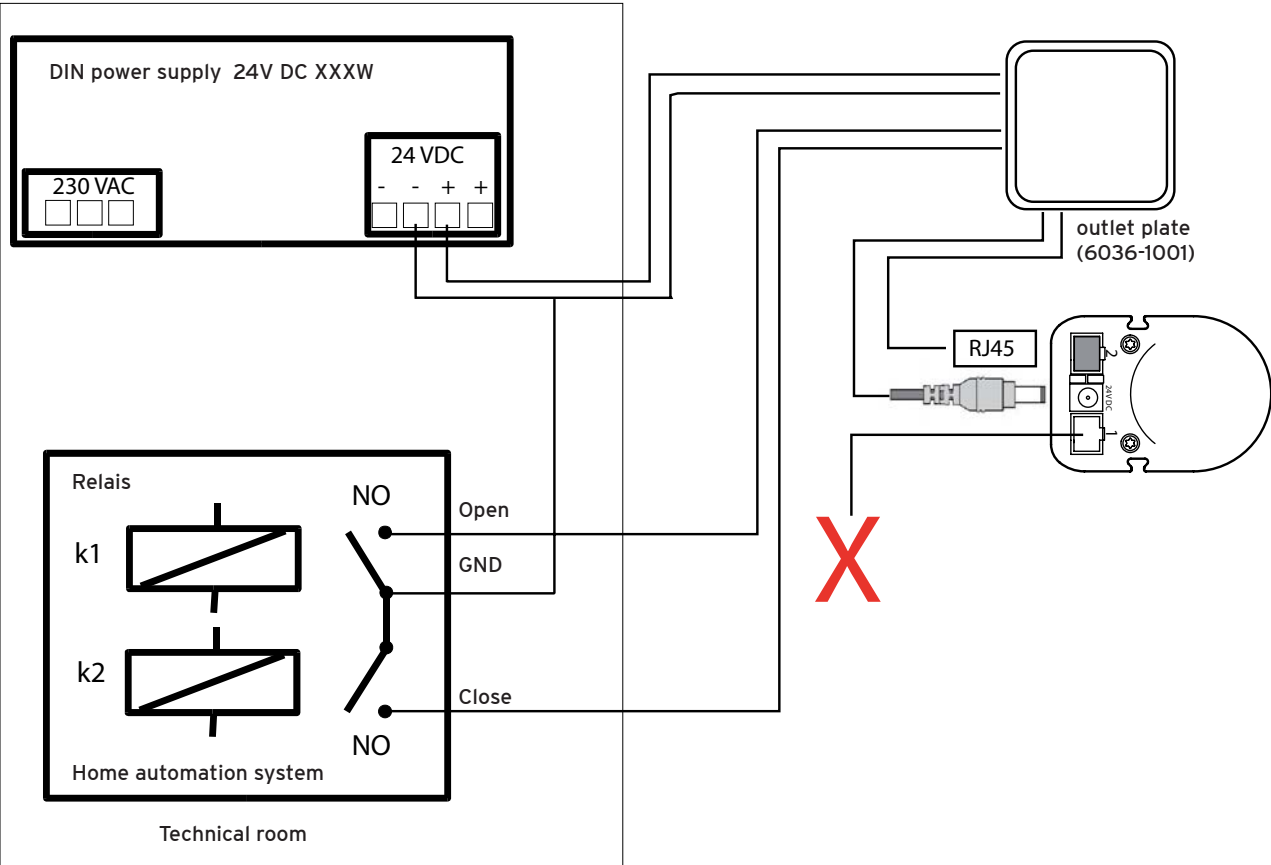 DIN power supply 24V DC XXXW
24 VDC
- - + +
230 VAC
outlet plate
(6036-1001)
RJ45
2
24VDC
1
X
Relais
NO
Open
k1
GND
k2
Close
NO
Home automation system
Technical room